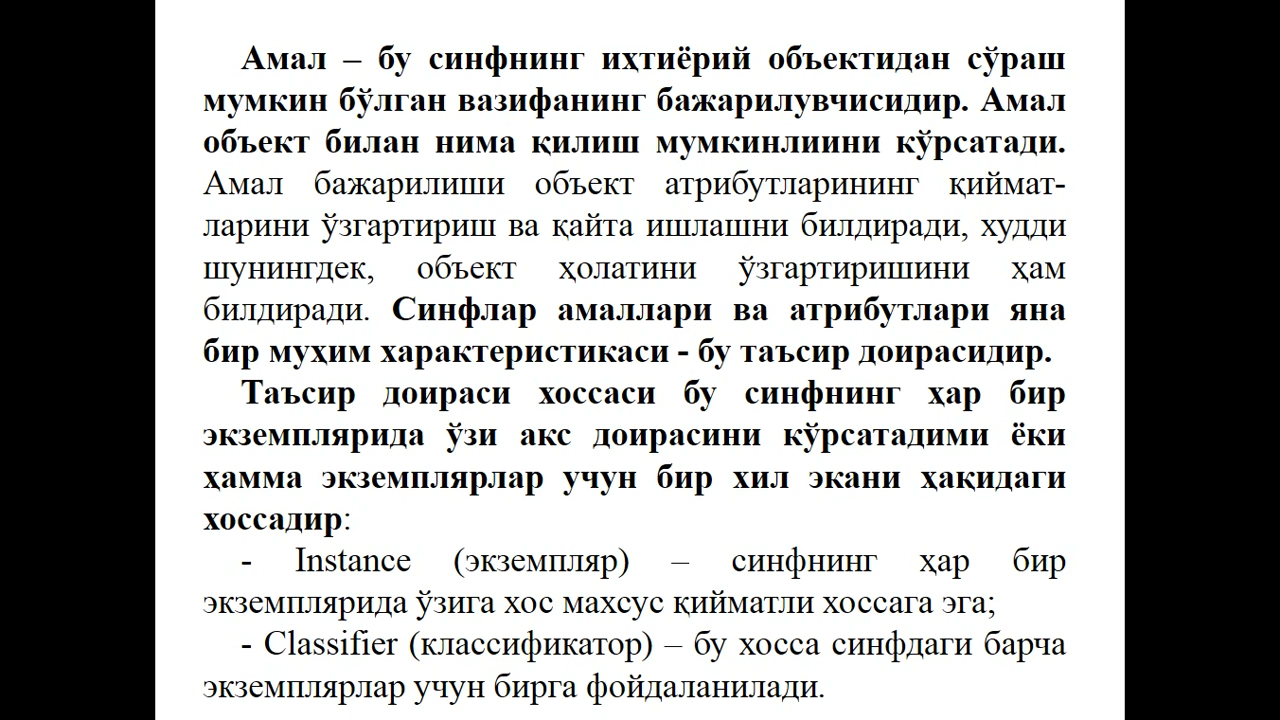 Амал – бу синфнинг иҳтиёрий объектидан сўраш
мумкин бўлган вазифанинг бажарилувчисидир. Амал
объект билан нима қилиш мумкинлиини кўрсатади.
Амал бажарилиши объект атрибутларининг қиймат-
ларини ўзгартириш ва қайта ишлашни билдиради, худди
шунингдек, объект ҳолатини ўзгартиришини ҳам
билдиради. Синфлар амаллари ва атрибутлари яна
бир муҳим характеристикаси - бу таъсир доирасидир.
Таъсир доираси хоссаси бу синфнинг ҳар бир
экземплярида ўзи акс доирасини кўрсатадими ёки
ҳамма экземплярлар учун бир хил экани ҳақидаги
хоссадир:
- Instance (экземпляр) – синфнинг ҳар бир
экземплярида ўзига хос махсус қийматли хоссага эга;
- Classifier (классификатор) – бу хосса синфдаги барча
экземплярлар учун бирга фойдаланилади.